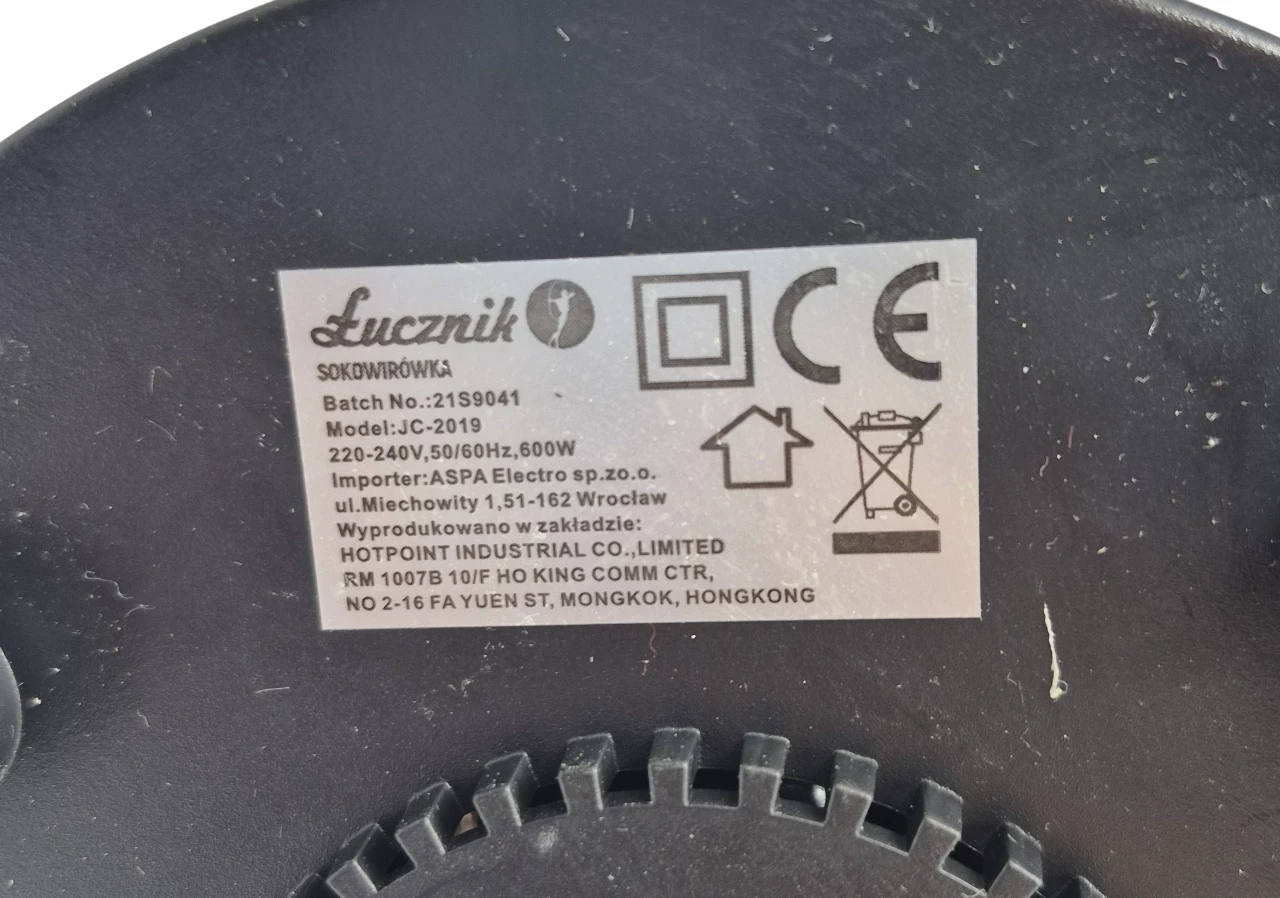 Łucznik
SOKOWIRÓWKA
Batch No.:21S9041
Model:JC-2019
220-240V,50/60Hz,600W
Importer:ASPA Electro sp.zo.o.
ul.Miechowity 1,51-162 Wrocław
Wyprodukowano w zakładzie:
HOTPOINT INDUSTRIAL CO.,LIMITED
RM 1007B 10/F HO KING COMM CTR,
NO 2-16 FA YUEN ST, MONGKOK, HONGKONG
CE